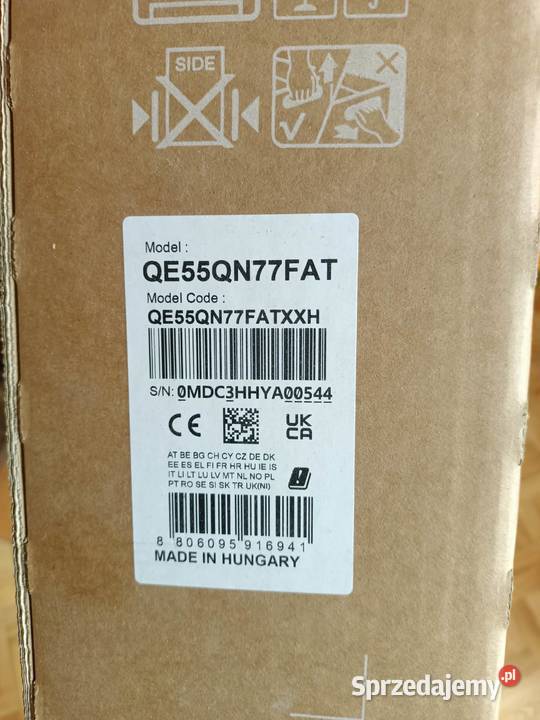 SIDE
Model :
QE55QN77FAT
Model Code :
QE55QN77FATXXH
S/N: 0MDC3HHYA00544
CE
UK
CA
AT BE BG CH CY CZ DE DK
EE ES EL FI FR HR HU IE IS
IT LI LT LU LV MT NL NO PL
PT RO SE SI SK TR UK(NI)
8 806095 916941
MADE IN HUNGARY
Sprzedajemy.pl